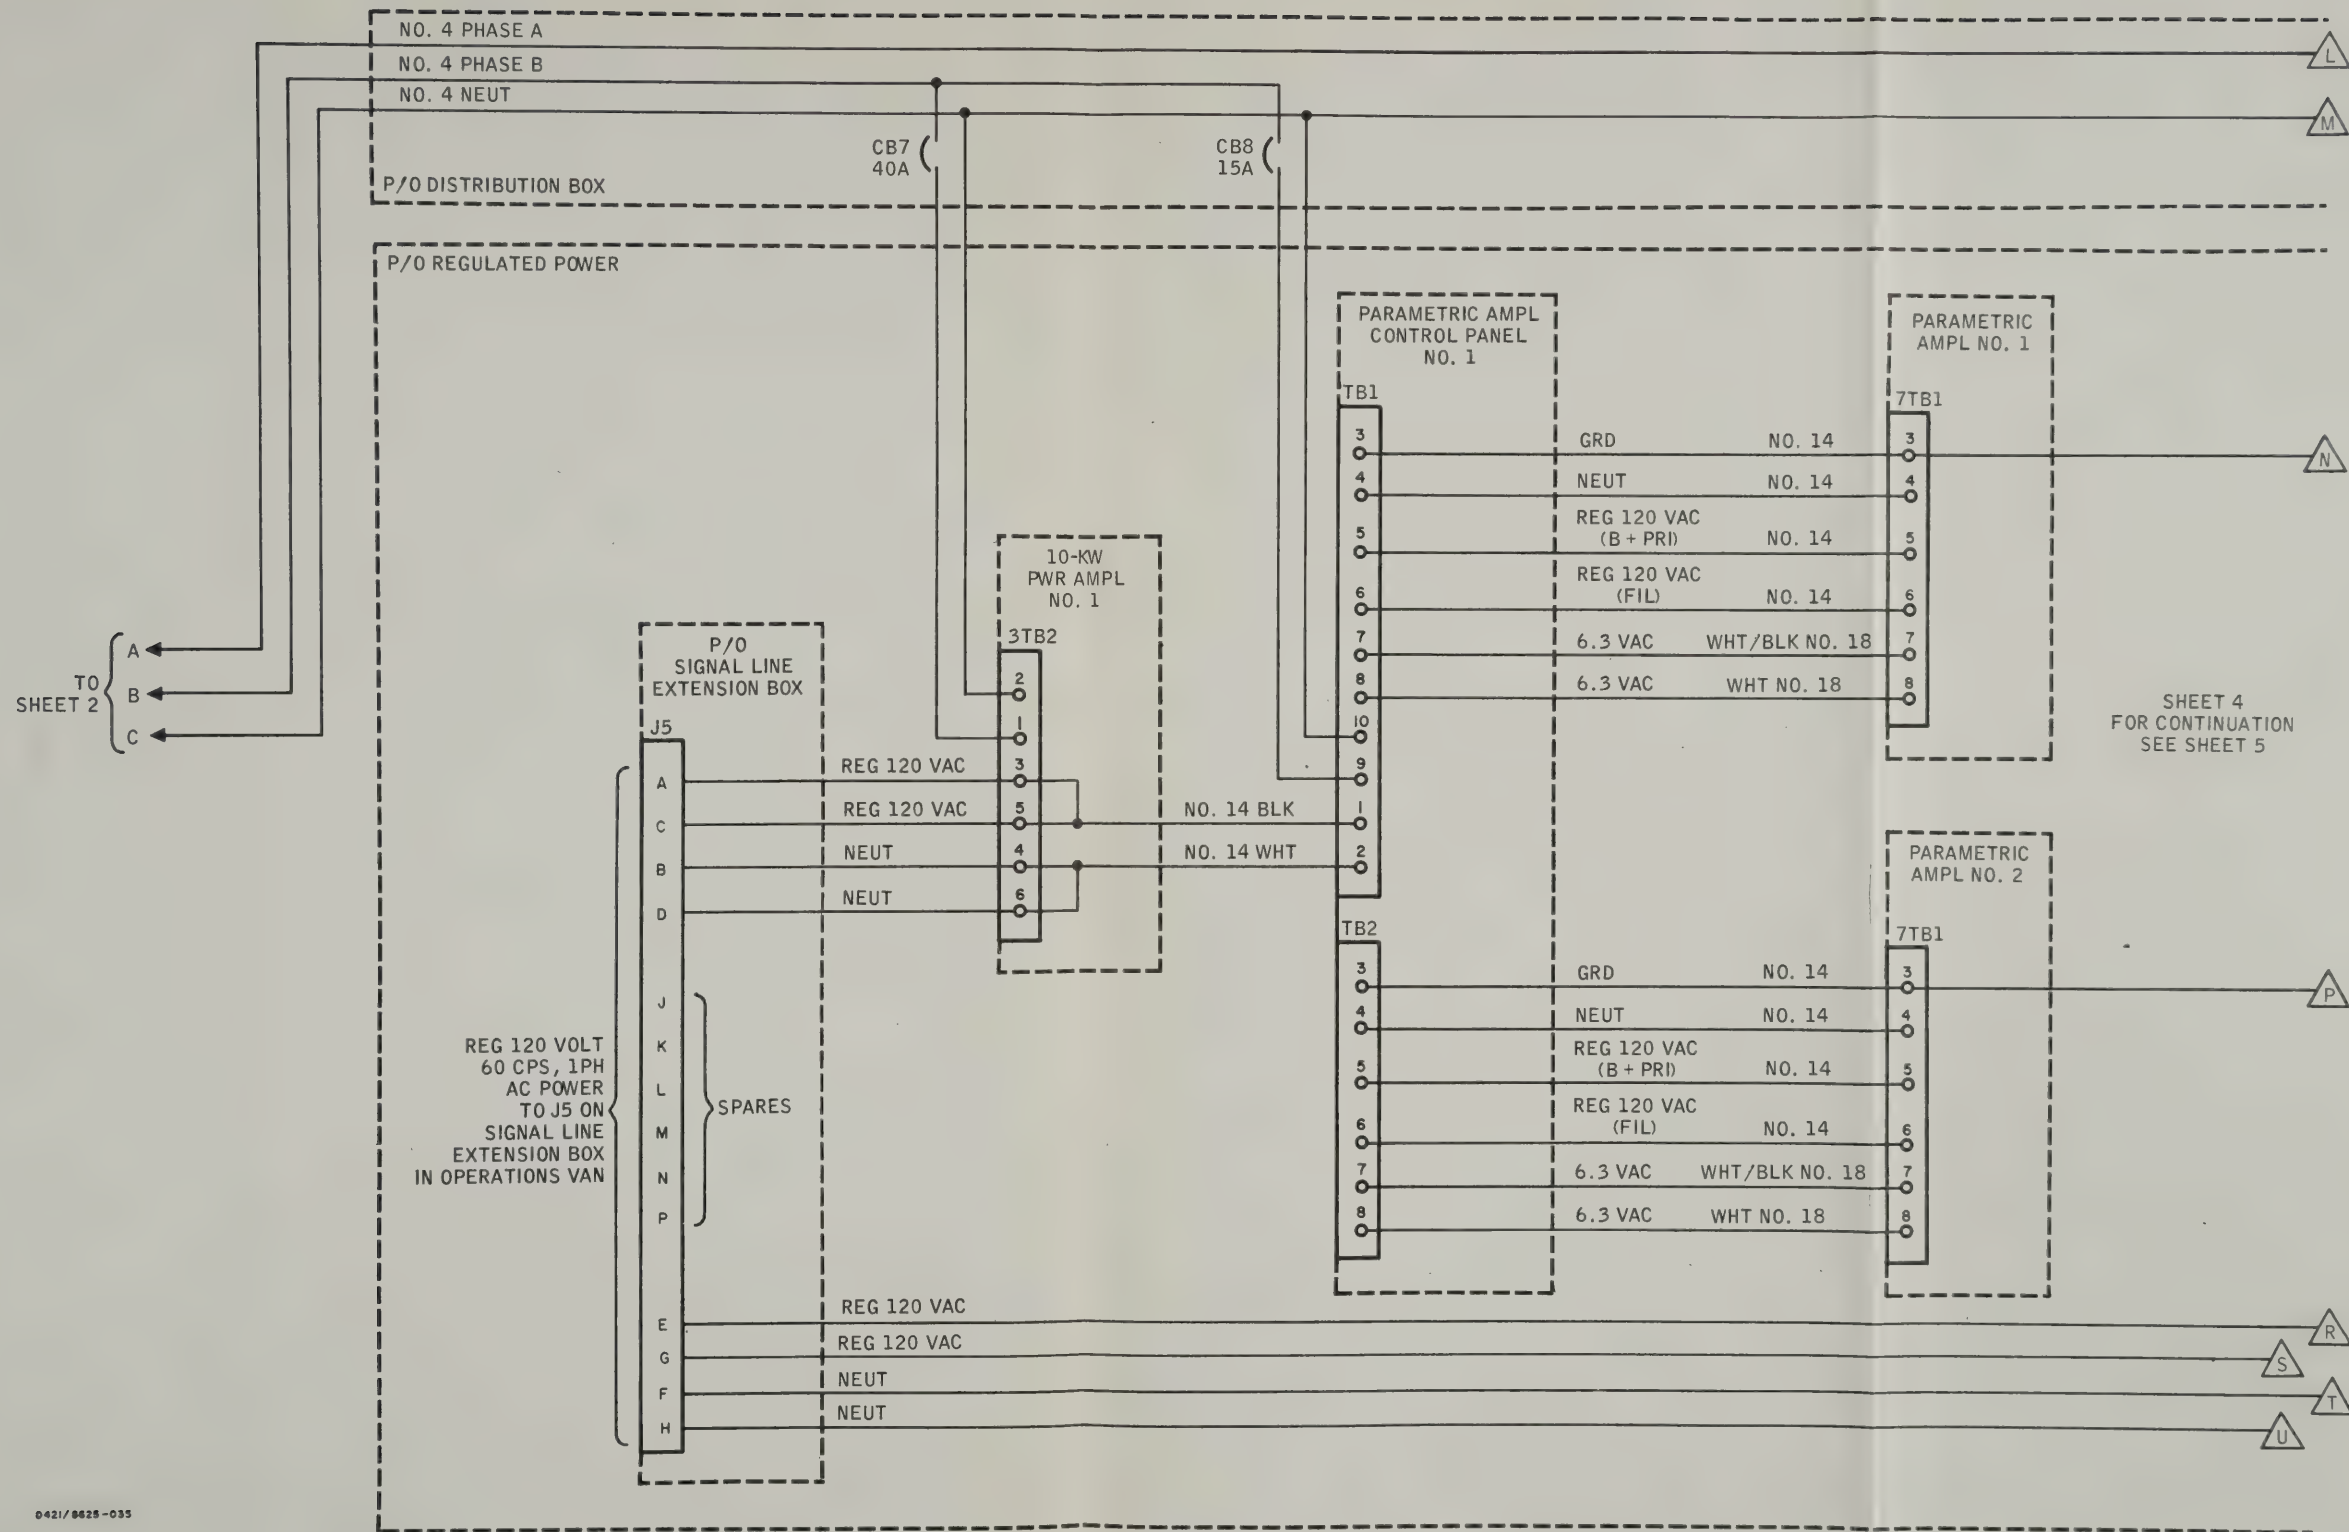 NO. 4 PHASE A
L
NO. 4 PHASE B
NO. 4 NEUT
M
CB7
40A
CB8
15A
P/O DISTRIBUTION BOX
P/O REGULATED POWER
TO
SHEET 2
A
B
C
P/O
SIGNAL LINE
EXTENSION BOX
J5
A
C
B
D
J
K
L
M
N
P
SPARES
E
G
F
H
REG 120 VOLT
60 CPS, 1PH
AC POWER
TO J5 ON
SIGNAL LINE
EXTENSION BOX
IN OPERATIONS VAN
REG 120 VAC
REG 120 VAC
NEUT
NEUT
10-KW
PWR AMPL
NO. 1
3TB2
2
1
3
5
4
6
NO. 14 BLK
NO. 14 WHT
PARAMETRIC AMPL
CONTROL PANEL
NO. 1
TB1
3
4
5
6
7
8
10
9
1
2
GRD NO. 14
NEUT NO. 14
REG 120 VAC
(B + PRI) NO. 14
REG 120 VAC
(FIL) NO. 14
6.3 VAC WHT/BLK NO. 18
6.3 VAC WHT NO. 18
PARAMETRIC
AMPL NO. 1
7TB1
3
4
5
6
7
8
N
SHEET 4
FOR CONTINUATION
SEE SHEET 5
TB2
3
4
5
6
7
8
GRD NO. 14
NEUT NO. 14
REG 120 VAC
(B + PRI) NO. 14
REG 120 VAC
(FIL) NO. 14
6.3 VAC WHT/BLK NO. 18
6.3 VAC WHT NO. 18
PARAMETRIC
AMPL NO. 2
7TB1
3
4
5
6
7
8
P
REG 120 VAC
R
REG 120 VAC
S
NEUT
T
NEUT
U
0421/8625-035